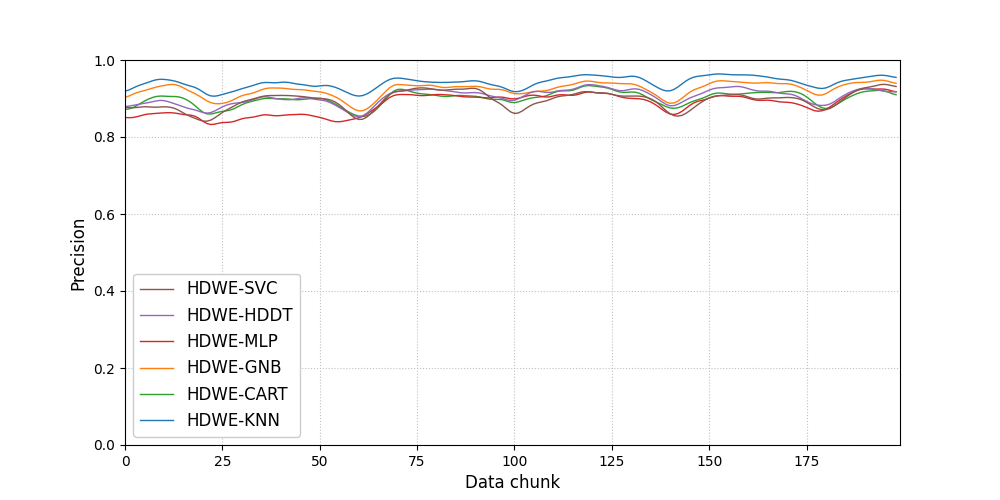 1.0
0.8
0.6
0.4
0.2
0.0
Precision
HDWE-SVC
HDWE-HDDT
HDWE-MLP
HDWE-GNB
HDWE-CART
HDWE-KNN
0 25 50 75 100 125 150 175
Data chunk